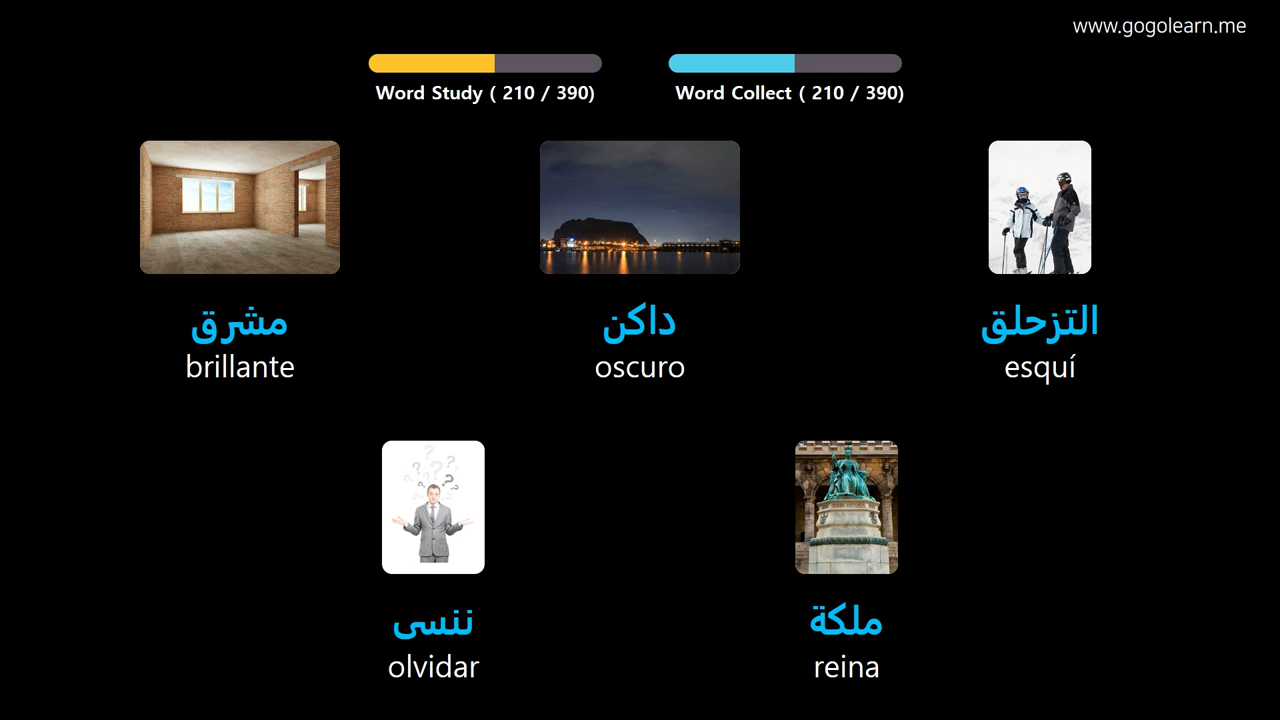 www.gogolearn.me
Word Study ( 210 / 390)
Word Collect ( 210 / 390)
مشرق
brillante
داكن
oscuro
التزحلق
esquí
ننسى
olvidar
ملكة
reina